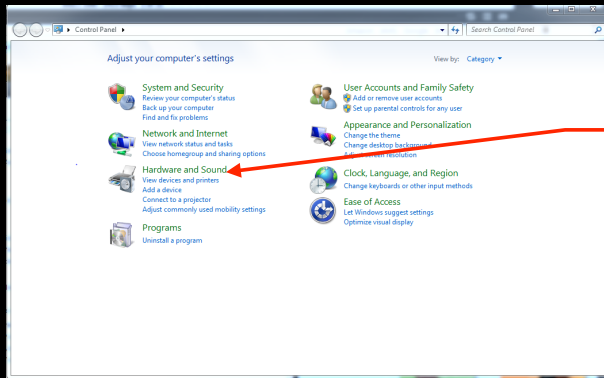 Control Panel
Search Control Panel
Adjust your computer's settings
View by: Category
System and Security
Review your computer's status
Back up your computer
Find and fix problems
Network and Internet
View network status and tasks
Choose homegroup and sharing options
Hardware and Sound
View devices and printers
Add a device
Connect to a projector
Adjust commonly used mobility settings
Programs
Uninstall a program
User Accounts and Family Safety
Add or remove user accounts
Set up parental controls for any user
Appearance and Personalization
Change the theme
Change desktop background
Adjust screen resolution
Clock, Language, and Region
Change keyboards or other input methods
Ease of Access
Let Windows suggest settings
Optimize visual display